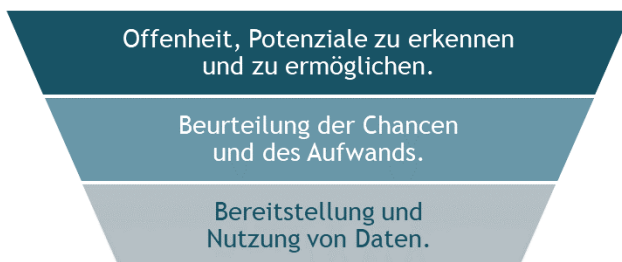 Offenheit, Potenziale zu erkennen
und zu ermöglichen.
Beurteilung der Chancen
und des Aufwands.
Bereitstellung und
Nutzung von Daten.